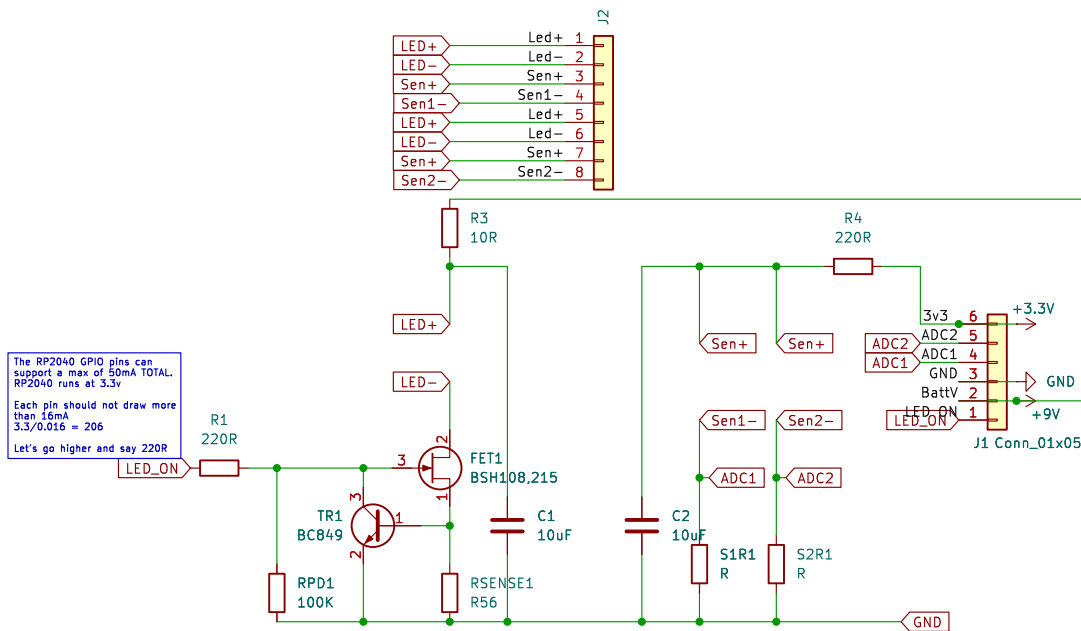 J2
LED+ Led+ 1
LED- Led- 2
Sen+ Sen+ 3
Sen1- Sen1- 4
LED+ Led+ 5
LED- Led- 6
Sen+ Sen+ 7
Sen2- Sen2- 8
R3
10R
R4
220R
LED+
Sen+
Sen+
+3.3V
3v3 6
ADC2 ADC2 5
ADC1 ADC1 4
GND 3 GND
BattV 2
+9V
LED_ON LED_ON 1
J1 Conn_01x05
LED-
The RP2040 GPIO pins can
support a max of 50mA TOTAL.
RP2040 runs at 3.3v
Each pin should not draw more
than 16mA
3.3/0.016 = 206
Let's go higher and say 220R
R1
220R
LED_ON
2
3
1
FET1
BSH108,215
Sen1-
Sen2-
ADC1
ADC2
3
TR1
BC849
1
2
C1
10uF
C2
10uF
S1R1
R
S2R1
R
RPD1
100K
RSENSE1
R56
GND